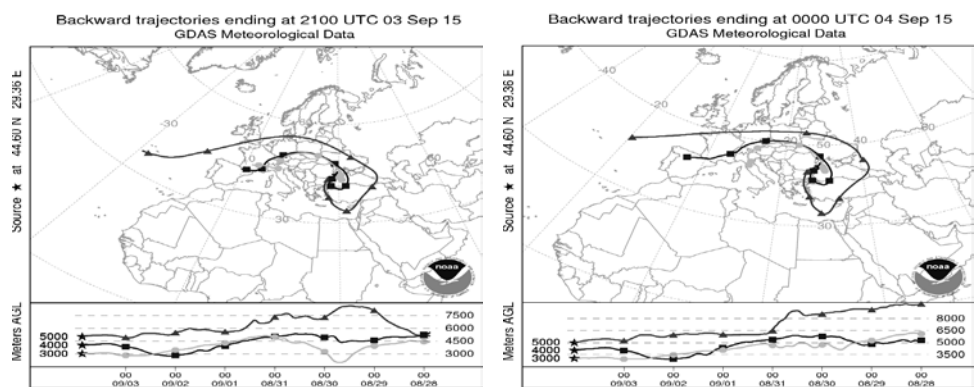 Backward trajectories ending at 2100 UTC 03 Sep 15
GDAS Meteorological Data
Source ★ at 44.60 N 29.36 E
-30
60
30
noaa
Meters AGL
7500
6000
4500
3000
5000
4000
3000
00 00 00 00 00 00 00
09/03 09/02 09/01 08/31 08/30 08/29 08/28
Backward trajectories ending at 0000 UTC 04 Sep 15
GDAS Meteorological Data
Source ★ at 44.60 N 29.36 E
-40
-40
-20
40
60
30
noaa
Meters AGL
8000
6500
5000
3500
5000
4000
3000
00 00 00 00 00 00 00
09/03 09/02 09/01 08/31 08/30 08/29 08/28